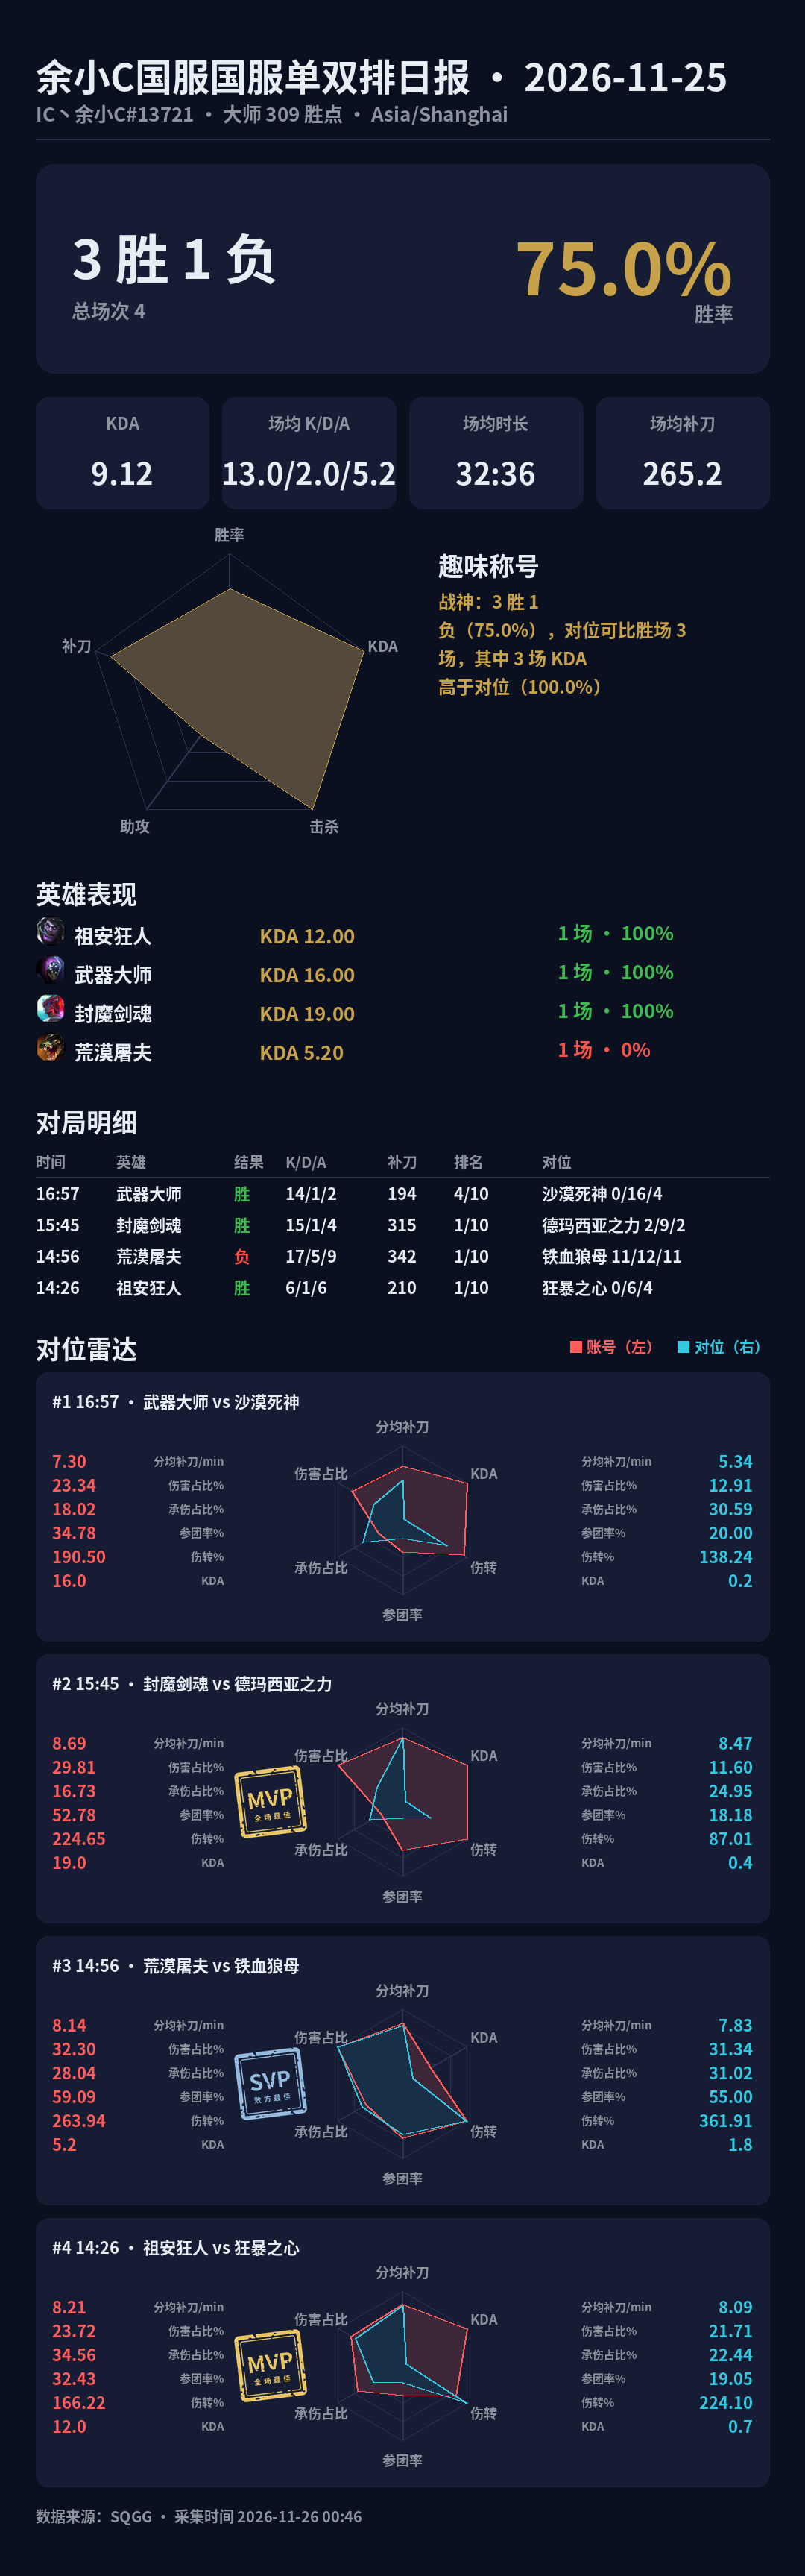 余小C国服国服单双排日报 • 2026-11-25
IC丶余小C#13721 • 大师 309 胜点 • Asia/Shanghai
3 胜 1 负
总场次 4
75.0%
胜率
KDA
9.12
场均 K/D/A
13.0/2.0/5.2
场均时长
32:36
场均补刀
265.2
胜率
KDA
击杀
助攻
补刀
趣味称号
战神：3 胜 1
负（75.0%），对位可比胜场 3
场，其中 3 场 KDA
高于对位（100.0%）
英雄表现
祖安狂人 KDA 12.00 1 场 • 100%
武器大师 KDA 16.00 1 场 • 100%
封魔剑魂 KDA 19.00 1 场 • 100%
荒漠屠夫 KDA 5.20 1 场 • 0%
对局明细
时间 英雄 结果 K/D/A 补刀 排名 对位
16:57 武器大师 胜 14/1/2 194 4/10 沙漠死神 0/16/4
15:45 封魔剑魂 胜 15/1/4 315 1/10 德玛西亚之力 2/9/2
14:56 荒漠屠夫 负 17/5/9 342 1/10 铁血狼母 11/12/11
14:26 祖安狂人 胜 6/1/6 210 1/10 狂暴之心 0/6/4
对位雷达
账号（左） 对位（右）
#1 16:57 • 武器大师 vs 沙漠死神
7.30 分均补刀/min
23.34 伤害占比%
18.02 承伤占比%
34.78 参团率%
190.50 伤转%
16.0 KDA
分均补刀
KDA
伤转
参团率
承伤占比
伤害占比
分均补刀/min 5.34
伤害占比% 12.91
承伤占比% 30.59
参团率% 20.00
伤转% 138.24
KDA 0.2
#2 15:45 • 封魔剑魂 vs 德玛西亚之力
8.69 分均补刀/min
29.81 伤害占比%
16.73 承伤占比%
52.78 参团率%
224.65 伤转%
19.0 KDA
MVP
全场最佳
分均补刀
KDA
伤转
参团率
承伤占比
伤害占比
分均补刀/min 8.47
伤害占比% 11.60
承伤占比% 24.95
参团率% 18.18
伤转% 87.01
KDA 0.4
#3 14:56 • 荒漠屠夫 vs 铁血狼母
8.14 分均补刀/min
32.30 伤害占比%
28.04 承伤占比%
59.09 参团率%
263.94 伤转%
5.2 KDA
SVP
败方最佳
分均补刀
KDA
伤转
参团率
承伤占比
伤害占比
分均补刀/min 7.83
伤害占比% 31.34
承伤占比% 31.02
参团率% 55.00
伤转% 361.91
KDA 1.8
#4 14:26 • 祖安狂人 vs 狂暴之心
8.21 分均补刀/min
23.72 伤害占比%
34.56 承伤占比%
32.43 参团率%
166.22 伤转%
12.0 KDA
MVP
全场最佳
分均补刀
KDA
伤转
参团率
承伤占比
伤害占比
分均补刀/min 8.09
伤害占比% 21.71
承伤占比% 22.44
参团率% 19.05
伤转% 224.10
KDA 0.7
数据来源：SQGG • 采集时间 2026-11-26 00:46